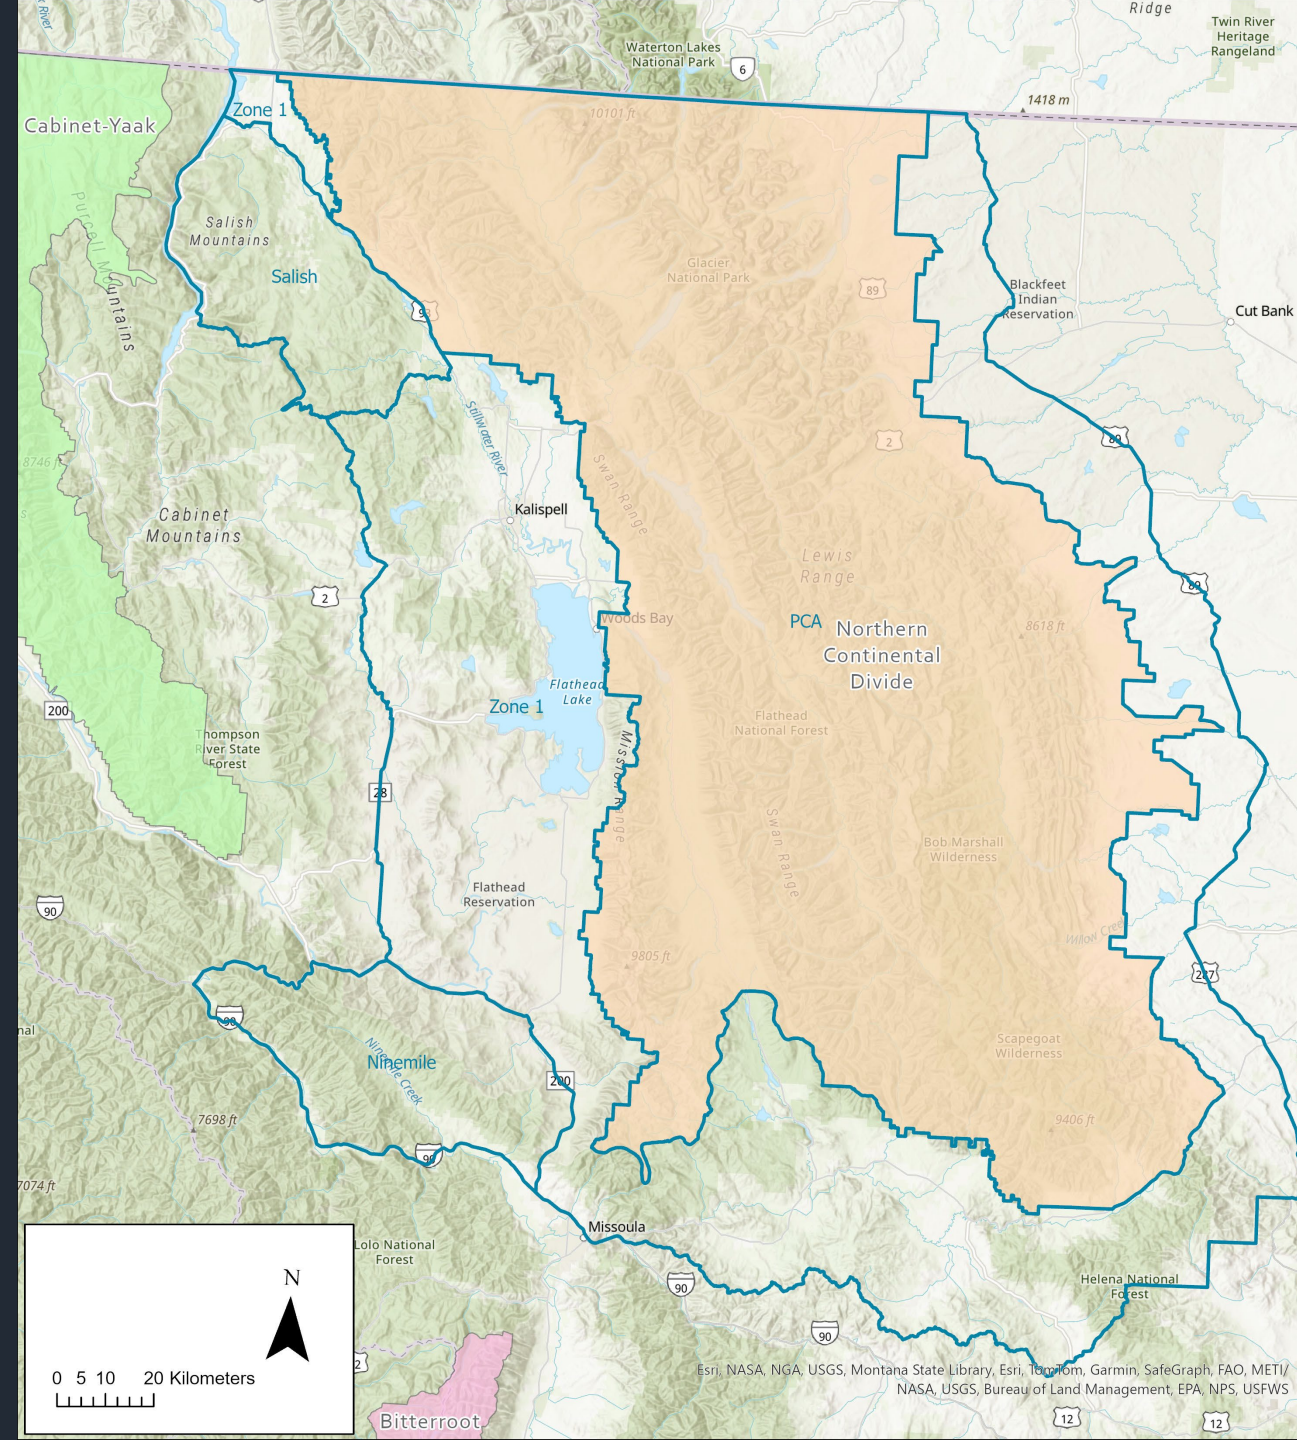 Ridge
Twin River
Heritage
Rangeland
Waterton Lakes
National Park
6
1418 m
10101 ft
Zone 1
Cabinet-Yaak
Salish
Mountains
Salish
Glacier
National Park
89
Blackfeet
Indian
Reservation
Cut Bank
Stillwater River
89
2
8746 ft
Swan Range
Kalispell
Cabinet
Mountains
Lewis
Range
2
89
Woods Bay
PCA
Northern
Continental
Divide
8618 ft
Flathead
Lake
Zone 1
200
Flathead
National Forest
Thompson
River State
Forest
Mission Range
28
Swan Range
Bob Marshall
Wilderness
Flathead
Reservation
90
Willow Creek
9805 ft
287
90
Scapegoat
Wilderness
Ninemile
Ninemile Creek
200
7698 ft
9406 ft
90
7074 ft
Missoula
Lolo National
Forest
N
90
Helena National
Forest
90
0 5 10 20 Kilometers
2
Esri, NASA, NGA, USGS, Montana State Library, Esri, TomTom, Garmin, SafeGraph, FAO, METI/
NASA, USGS, Bureau of Land Management, EPA, NPS, USFWS
Bitterroot
12
12